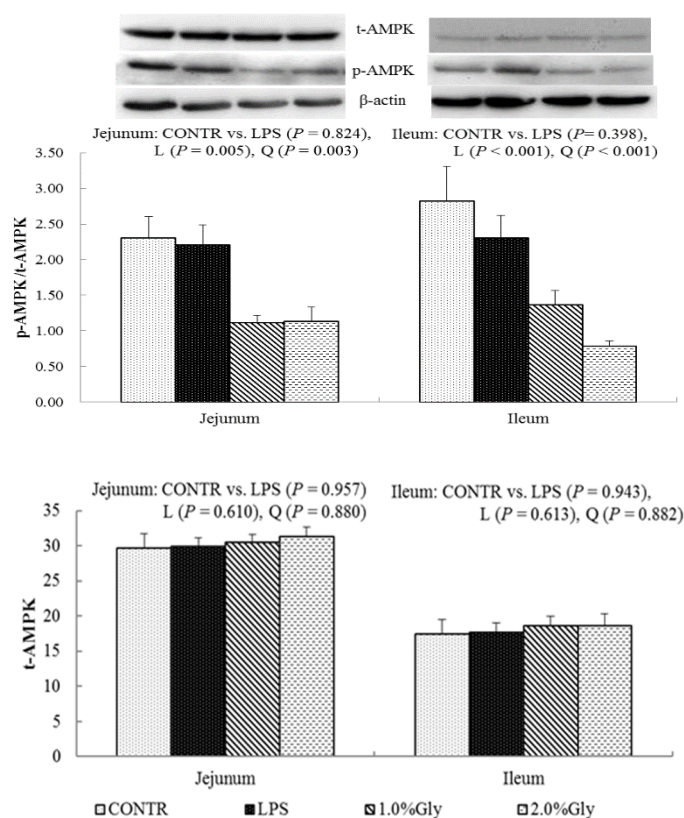 t-AMPK
p-AMPK
β-actin
Jejunum: CONTR vs. LPS (P = 0.824),
L (P = 0.005), Q (P = 0.003)
Ileum: CONTR vs. LPS (P= 0.398),
L (P < 0.001), Q (P < 0.001)
p-AMPK/t-AMPK
3.50
3.00
2.50
2.00
1.50
1.00
0.50
0.00
Jejunum
Ileum
Jejunum: CONTR vs. LPS (P = 0.957)
L (P = 0.610), Q (P = 0.880)
Ileum: CONTR vs. LPS (P = 0.943),
L (P = 0.613), Q (P = 0.882)
t-AMPK
35
30
25
20
15
10
5
0
Jejunum
Ileum
CONTR LPS 1.0%Gly 2.0%Gly